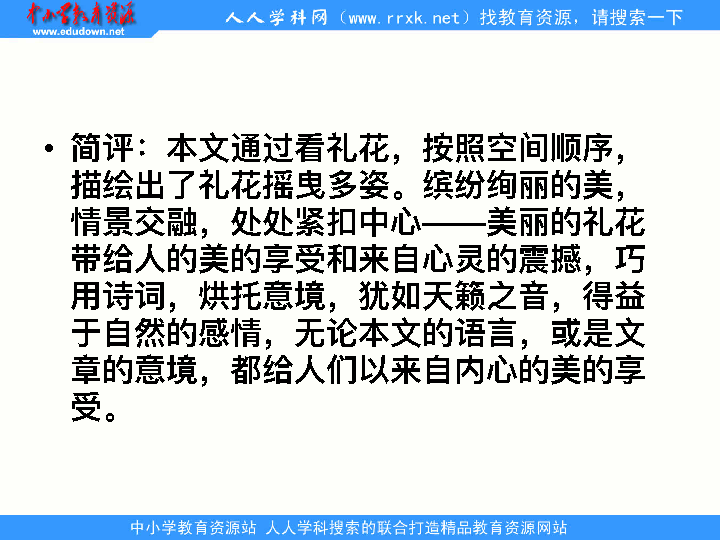 中小学教育资源
www.edudown.net
人人学科网（www.rrxk.net）找教育资源，请搜索一下
• 简评：本文通过看礼花，按照空间顺序，
描绘出了礼花摇曳多姿。缤纷绚丽的美，
情景交融，处处紧扣中心——美丽的礼花
带给人的美的享受和来自心灵的震撼，巧
用诗词，烘托意境，犹如天籁之音，得益
于自然的感情，无论本文的语言，或是文
章的意境，都给人们以来自内心的美的享
受。
中小学教育资源站 人人学科搜索的联合打造精品教育资源网站